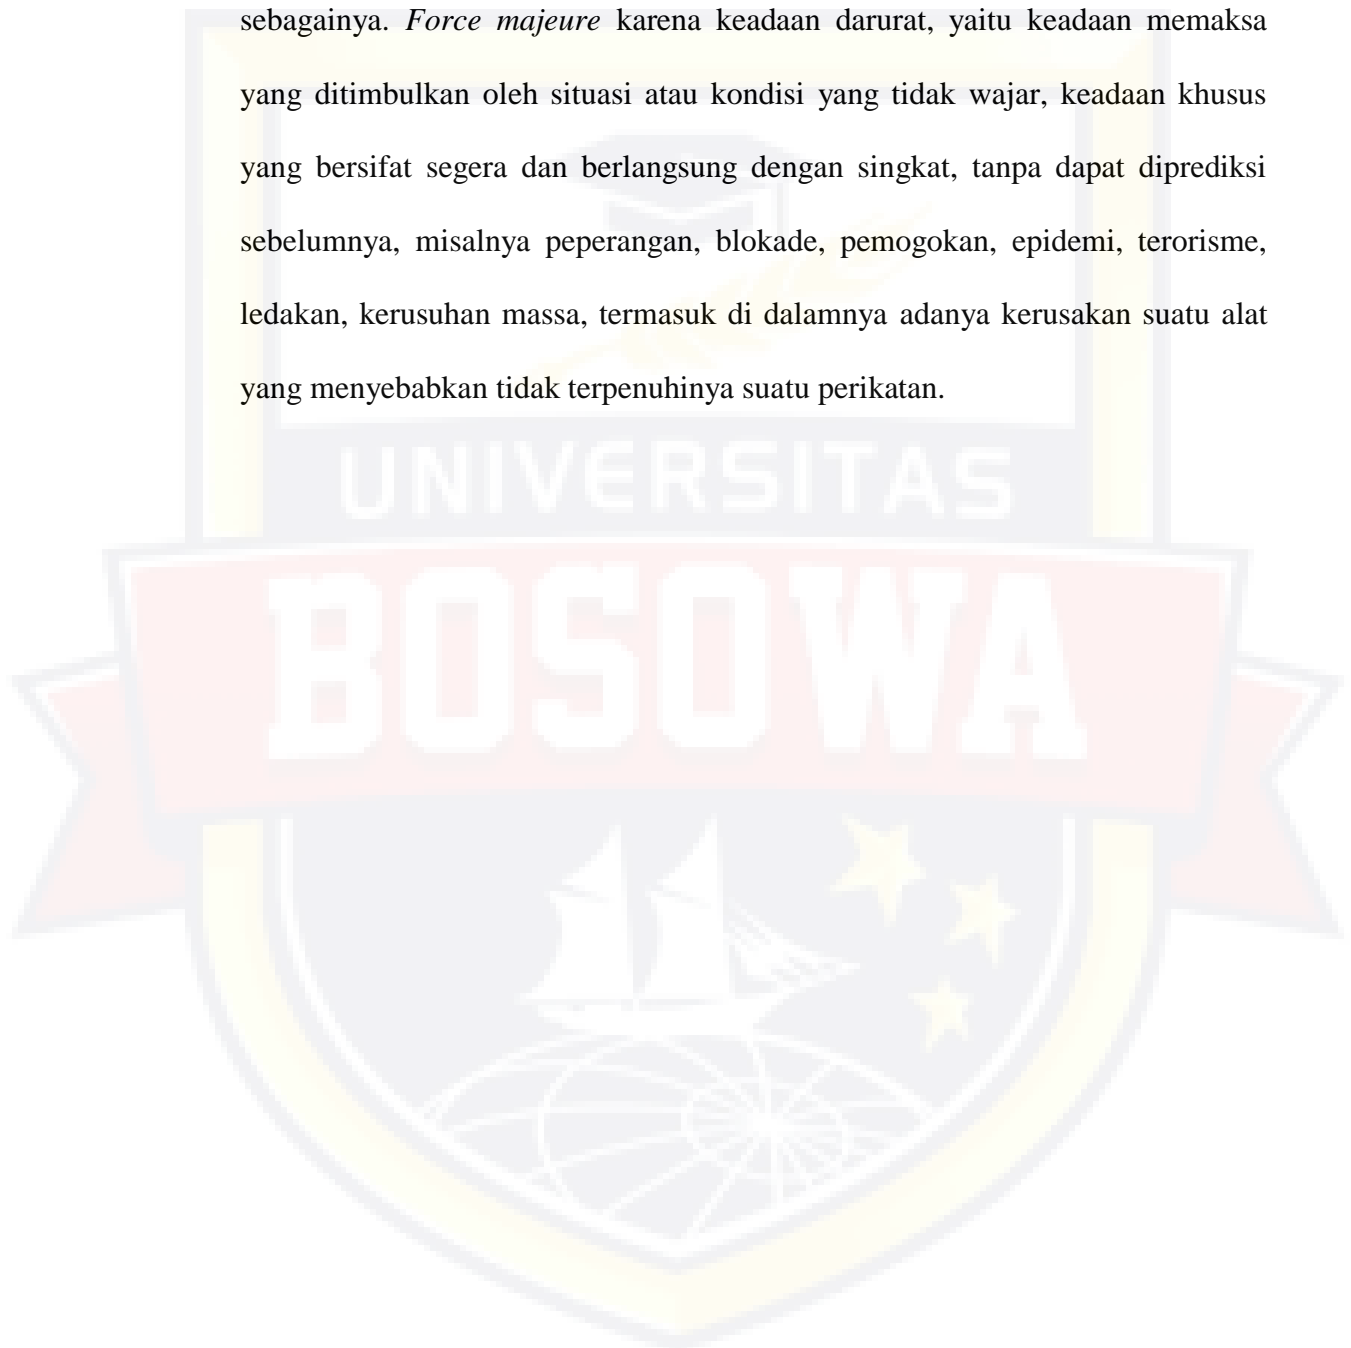 sebagainya. Force majeure karena keadaan darurat, yaitu keadaan memaksa
yang ditimbulkan oleh situasi atau kondisi yang tidak wajar, keadaan khusus
yang bersifat segera dan berlangsung dengan singkat, tanpa dapat diprediksi
sebelumnya, misalnya peperangan, blokade, pemogokan, epidemi, terorisme,
ledakan, kerusuhan massa, termasuk di dalamnya adanya kerusakan suatu alat
yang menyebabkan tidak terpenuhinya suatu perikatan.
UNIVERSITAS
BOSOWA